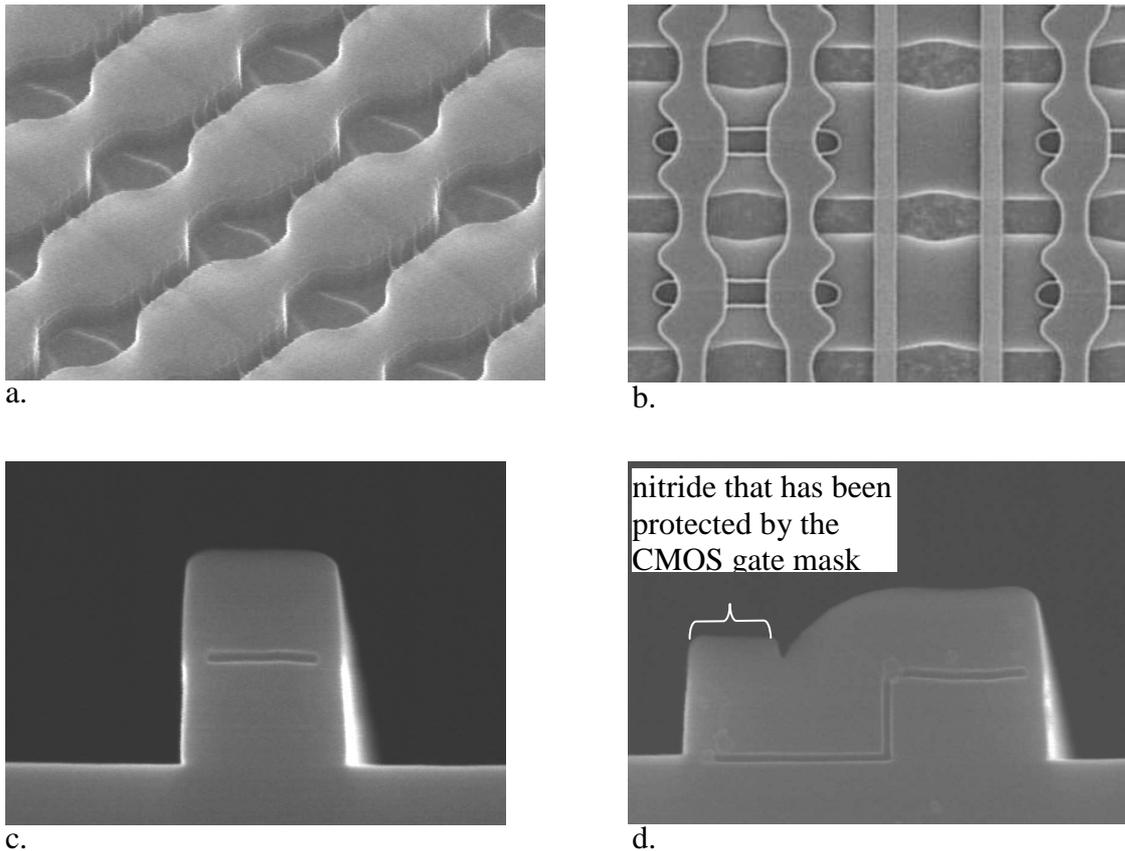 a.
b.
nitride that has been
protected by the
CMOS gate mask
c.
d.